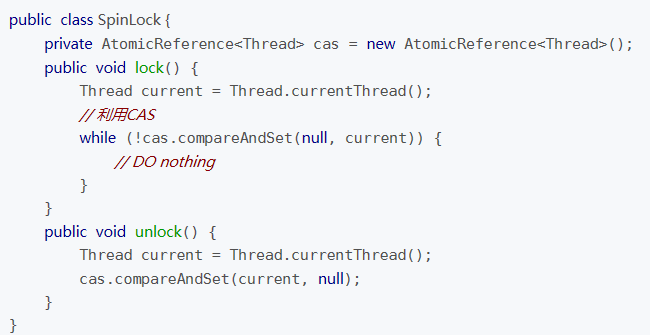 public class SpinLock {
    private AtomicReference<Thread> cas = new AtomicReference<Thread>();
    public void lock() {
        Thread current = Thread.currentThread();
        // 利用CAS
        while (!cas.compareAndSet(null, current)) {
            // DO nothing
        }
    }
    public void unlock() {
        Thread current = Thread.currentThread();
        cas.compareAndSet(current, null);
    }
}